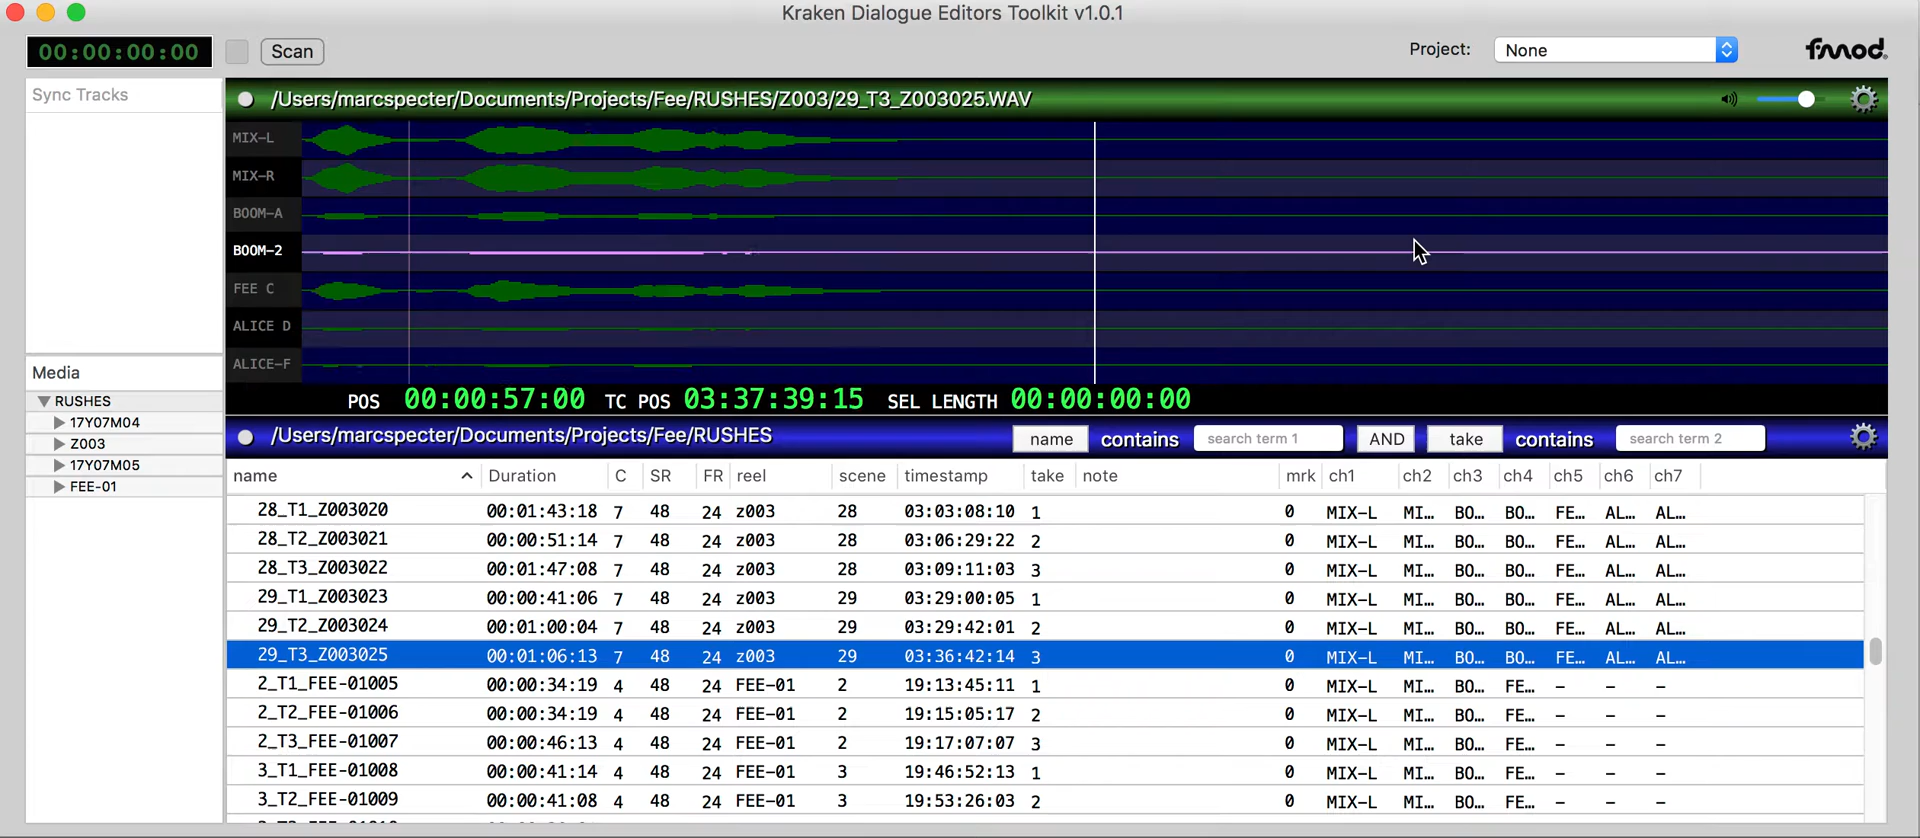 Kraken Dialogue Editors Toolkit v1.0.1
00:00:00:00 Scan Project: None fmod
Sync Tracks
/Users/marcspecter/Documents/Projects/Fee/RUSHES/Z003/29_T3_Z003025.WAV
MIX-L
MIX-R
BOOM-A
BOOM-2
FEE C
ALICE D
ALICE-F
POS 00:00:57:00 TC POS 03:37:39:15 SEL LENGTH 00:00:00:00
Media
RUSHES
17Y07M04
Z003
17Y07M05
FEE-01
/Users/marcspecter/Documents/Projects/Fee/RUSHES name contains search term 1 AND take contains search term 2
name Duration C SR FR reel scene timestamp take note mrk ch1 ch2 ch3 ch4 ch5 ch6 ch7
28_T1_Z003020 00:01:43:18 7 48 24 z003 28 03:03:08:10 1 0 MIX-L MI… BO… BO… FE… AL… AL…
28_T2_Z003021 00:00:51:14 7 48 24 z003 28 03:06:29:22 2 0 MIX-L MI… BO… BO… FE… AL… AL…
28_T3_Z003022 00:01:47:08 7 48 24 z003 28 03:09:11:03 3 0 MIX-L MI… BO… BO… FE… AL… AL…
29_T1_Z003023 00:00:41:06 7 48 24 z003 29 03:29:00:05 1 0 MIX-L MI… BO… BO… FE… AL… AL…
29_T2_Z003024 00:01:00:04 7 48 24 z003 29 03:29:42:01 2 0 MIX-L MI… BO… BO… FE… AL… AL…
29_T3_Z003025 00:01:06:13 7 48 24 z003 29 03:36:42:14 3 0 MIX-L MI… BO… BO… FE… AL… AL…
2_T1_FEE-01005 00:00:34:19 4 48 24 FEE-01 2 19:13:45:11 1 0 MIX-L MI… BO… FE… – – –
2_T2_FEE-01006 00:00:34:19 4 48 24 FEE-01 2 19:15:05:17 2 0 MIX-L MI… BO… FE… – – –
2_T3_FEE-01007 00:00:46:13 4 48 24 FEE-01 2 19:17:07:07 3 0 MIX-L MI… BO… FE… – – –
3_T1_FEE-01008 00:00:41:14 4 48 24 FEE-01 3 19:46:52:13 1 0 MIX-L MI… BO… FE… – – –
3_T2_FEE-01009 00:00:41:08 4 48 24 FEE-01 3 19:53:26:03 2 0 MIX-L MI… BO… FE… – – –